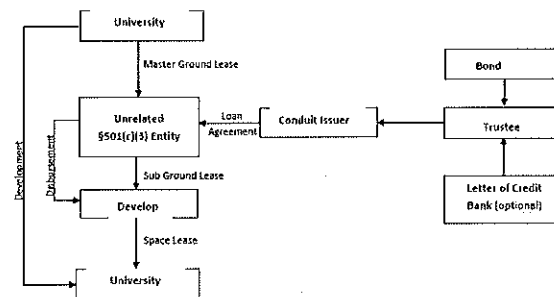 University
Master Ground Lease
Bond
Unrelated
§501(c)(3) Entity
Loan
Agreement
Conduit Issuer
Trustee
Development
Disbursement
Sub Ground Lease
Develop
Letter of Credit
Bank (optional)
Space Lease
University